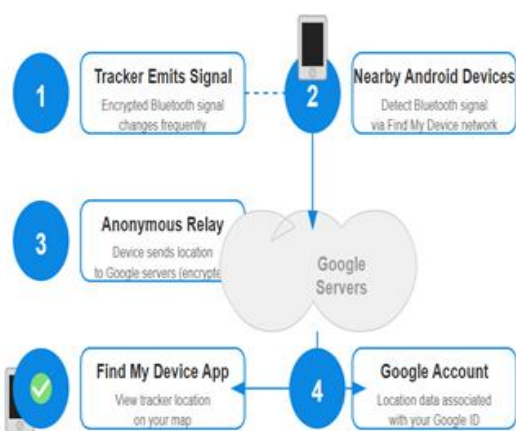 1
Tracker Emits Signal
Encrypted Bluetooth signal
changes frequently
2
Nearby Android Devices
Detect Bluetooth signal
via Find My Device network
3
Anonymous Relay
Device sends location
to Google servers (encrypte
Google
Servers
Find My Device App
View tracker location
on your map
4
Google Account
Location data associated
with your Google ID